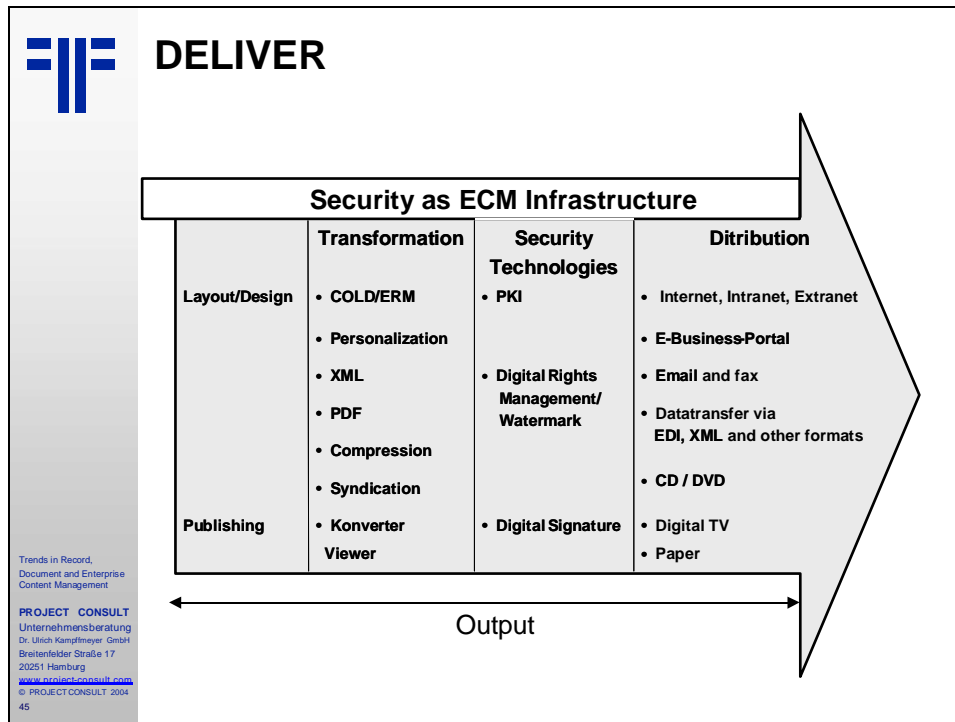 DELIVER
Security as ECM Infrastructure
Transformation
Security
Technologies
Ditribution
Layout/Design
• COLD/ERM
• Personalization
• XML
• PDF
• Compression
• Syndication
Publishing
• Konverter
Viewer
• PKI
• Digital Rights
Management/
Watermark
• Digital Signature
• Internet, Intranet, Extranet
• E-Business-Portal
• Email and fax
• Datatransfer via
EDI, XML and other formats
• CD / DVD
• Digital TV
• Paper
Output
Trends in Record,
Document and Enterprise
Content Management
PROJECT CONSULT
Unternehmensberatung
Dr. Ulrich Kampffmeyer GmbH
Breitenfelder Straße 17
20251 Hamburg
www.project-consult.com
© PROJECT CONSULT 2004
45